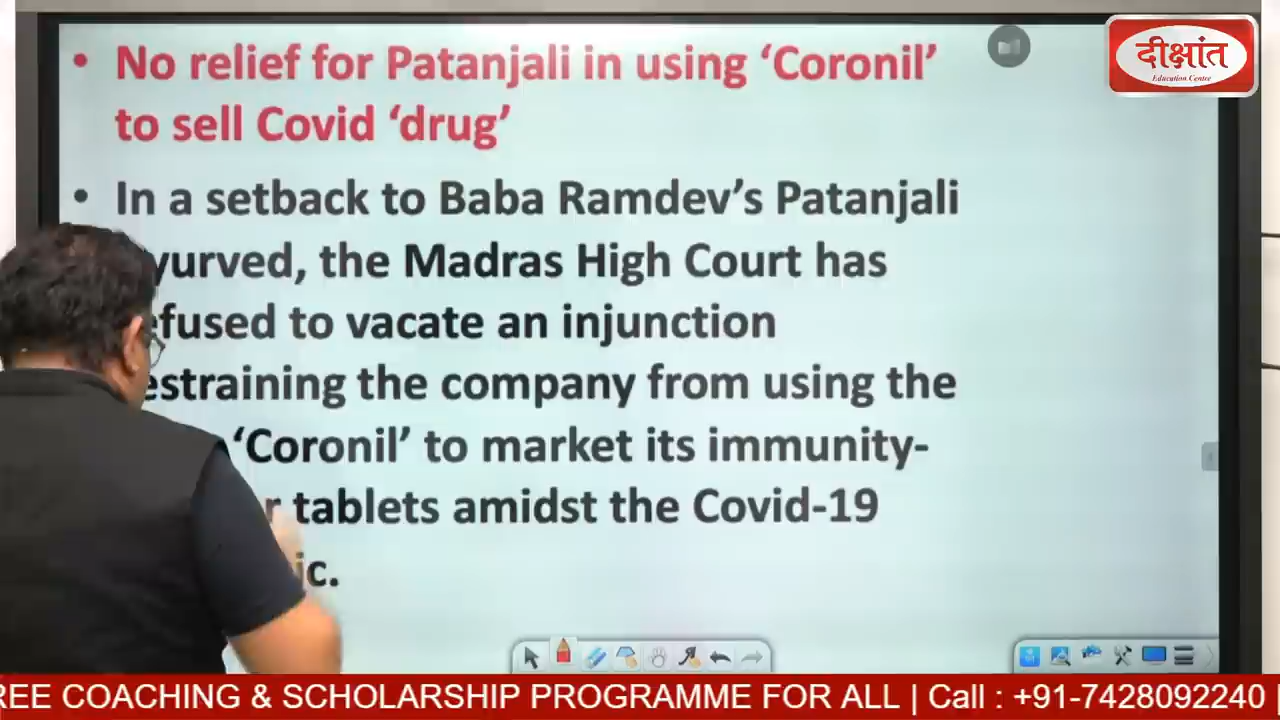 • No relief for Patanjali in using ‘Coronil’
to sell Covid ‘drug’
• In a setback to Baba Ramdev’s Patanjali
yurved, the Madras High Court has
efused to vacate an injunction
estraining the company from using the
‘Coronil’ to market its immunity-
r tablets amidst the Covid-19
ic.
दीक्षांत
Education Centre
REE COACHING & SCHOLARSHIP PROGRAMME FOR ALL | Call : +91-7428092240 |